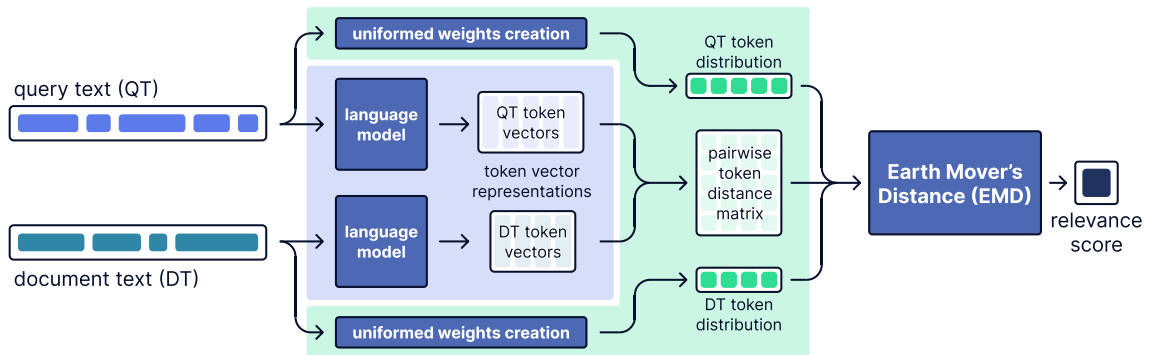 uniformed weights creation
QT token
distribution
query text (QT)
language
model
QT token
vectors
token vector
representations
pairwise
token
distance
matrix
Earth Mover's
Distance (EMD)
relevance
score
language
model
DT token
vectors
document text (DT)
uniformed weights creation
DT token
distribution